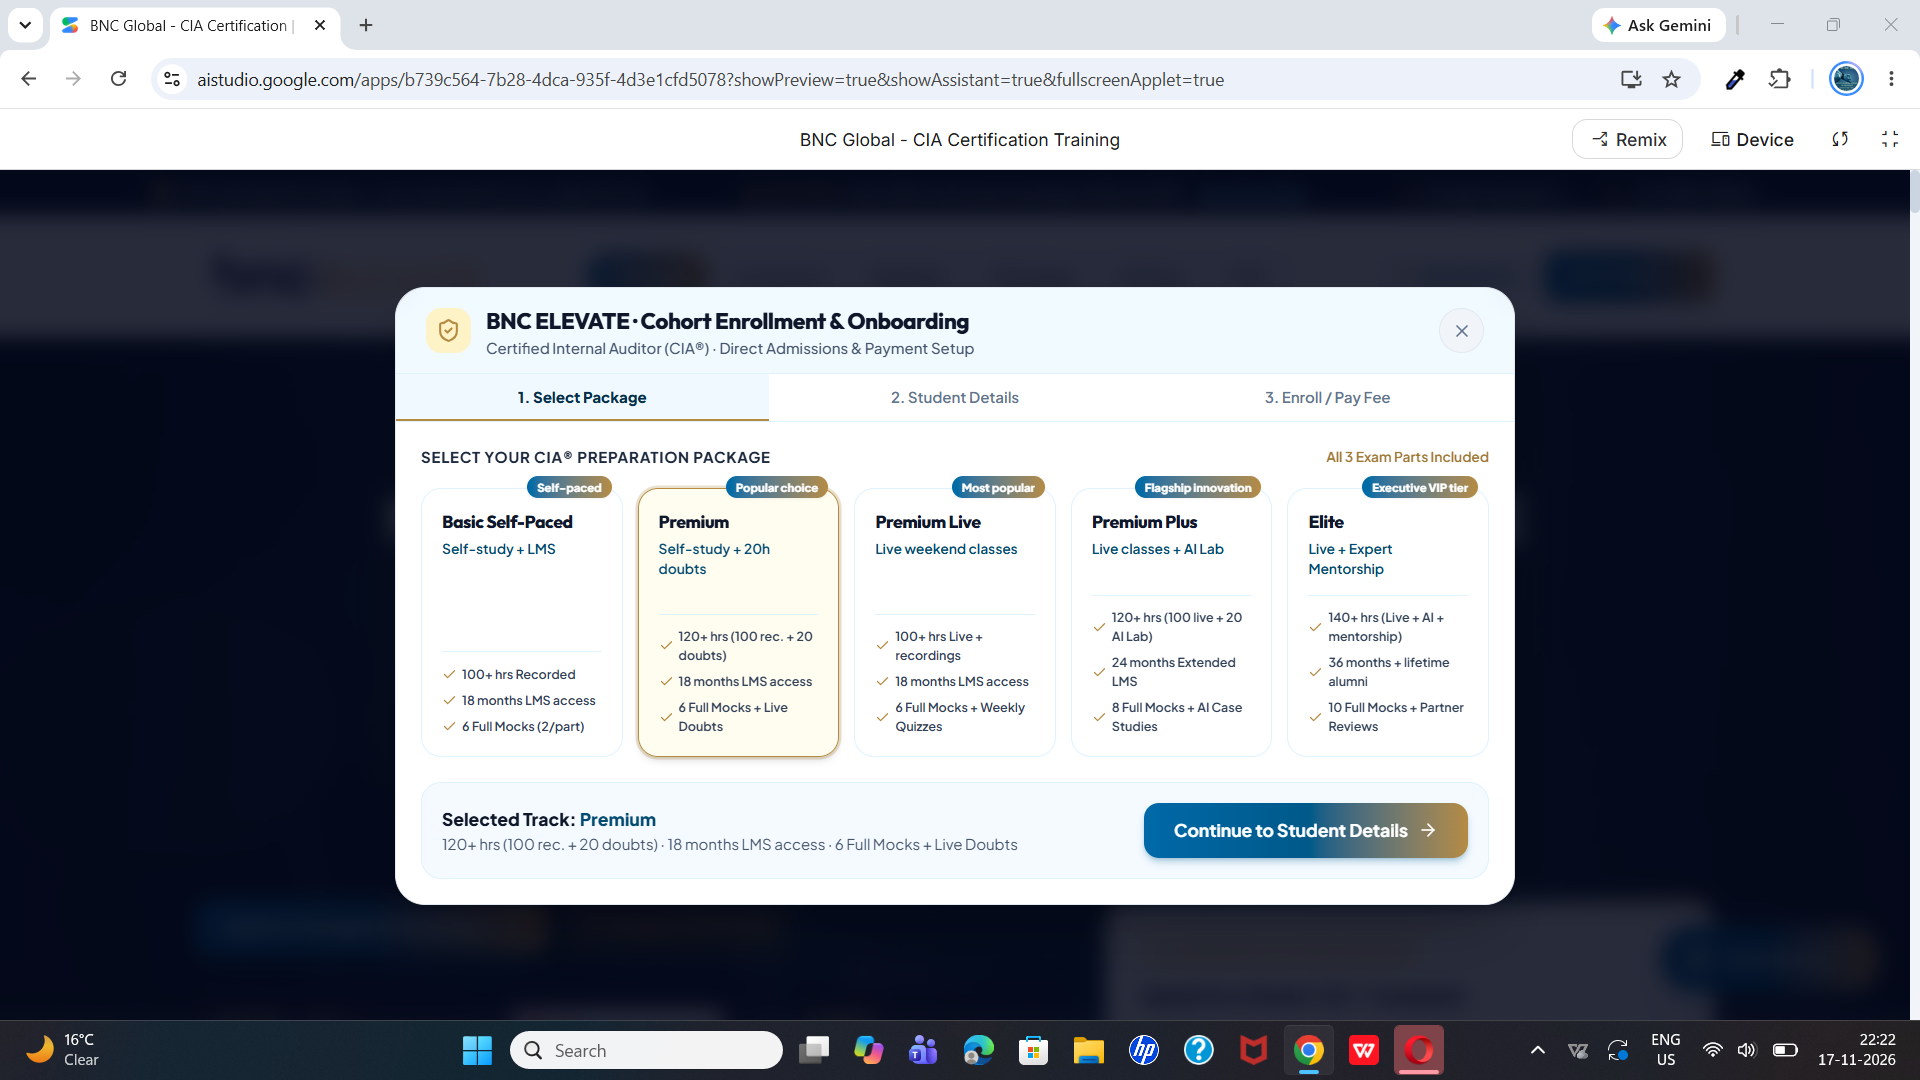 BNC Global - CIA Certification |
Ask Gemini
aistudio.google.com/apps/b739c564-7b28-4dca-935f-4d3e1cfd5078?showPreview=true&showAssistant=true&fullscreenApplet=true
BNC Global - CIA Certification Training
Remix
Device
BNC ELEVATE · Cohort Enrollment & Onboarding
Certified Internal Auditor (CIA®) · Direct Admissions & Payment Setup
1. Select Package
2. Student Details
3. Enroll / Pay Fee
SELECT YOUR CIA® PREPARATION PACKAGE
All 3 Exam Parts Included
Self-paced
Basic Self-Paced
Self-study + LMS
100+ hrs Recorded
18 months LMS access
6 Full Mocks (2/part)
Popular choice
Premium
Self-study + 20h
doubts
120+ hrs (100 rec. + 20
doubts)
18 months LMS access
6 Full Mocks + Live
Doubts
Most popular
Premium Live
Live weekend classes
100+ hrs Live +
recordings
18 months LMS access
6 Full Mocks + Weekly
Quizzes
Flagship innovation
Premium Plus
Live classes + AI Lab
120+ hrs (100 live + 20
AI Lab)
24 months Extended
LMS
8 Full Mocks + AI Case
Studies
Executive VIP tier
Elite
Live + Expert
Mentorship
140+ hrs (Live + AI +
mentorship)
36 months + lifetime
alumni
10 Full Mocks + Partner
Reviews
Selected Track: Premium
120+ hrs (100 rec. + 20 doubts) · 18 months LMS access · 6 Full Mocks + Live Doubts
Continue to Student Details
16°C
Clear
Search
ENG
US
22:22
17-11-2026